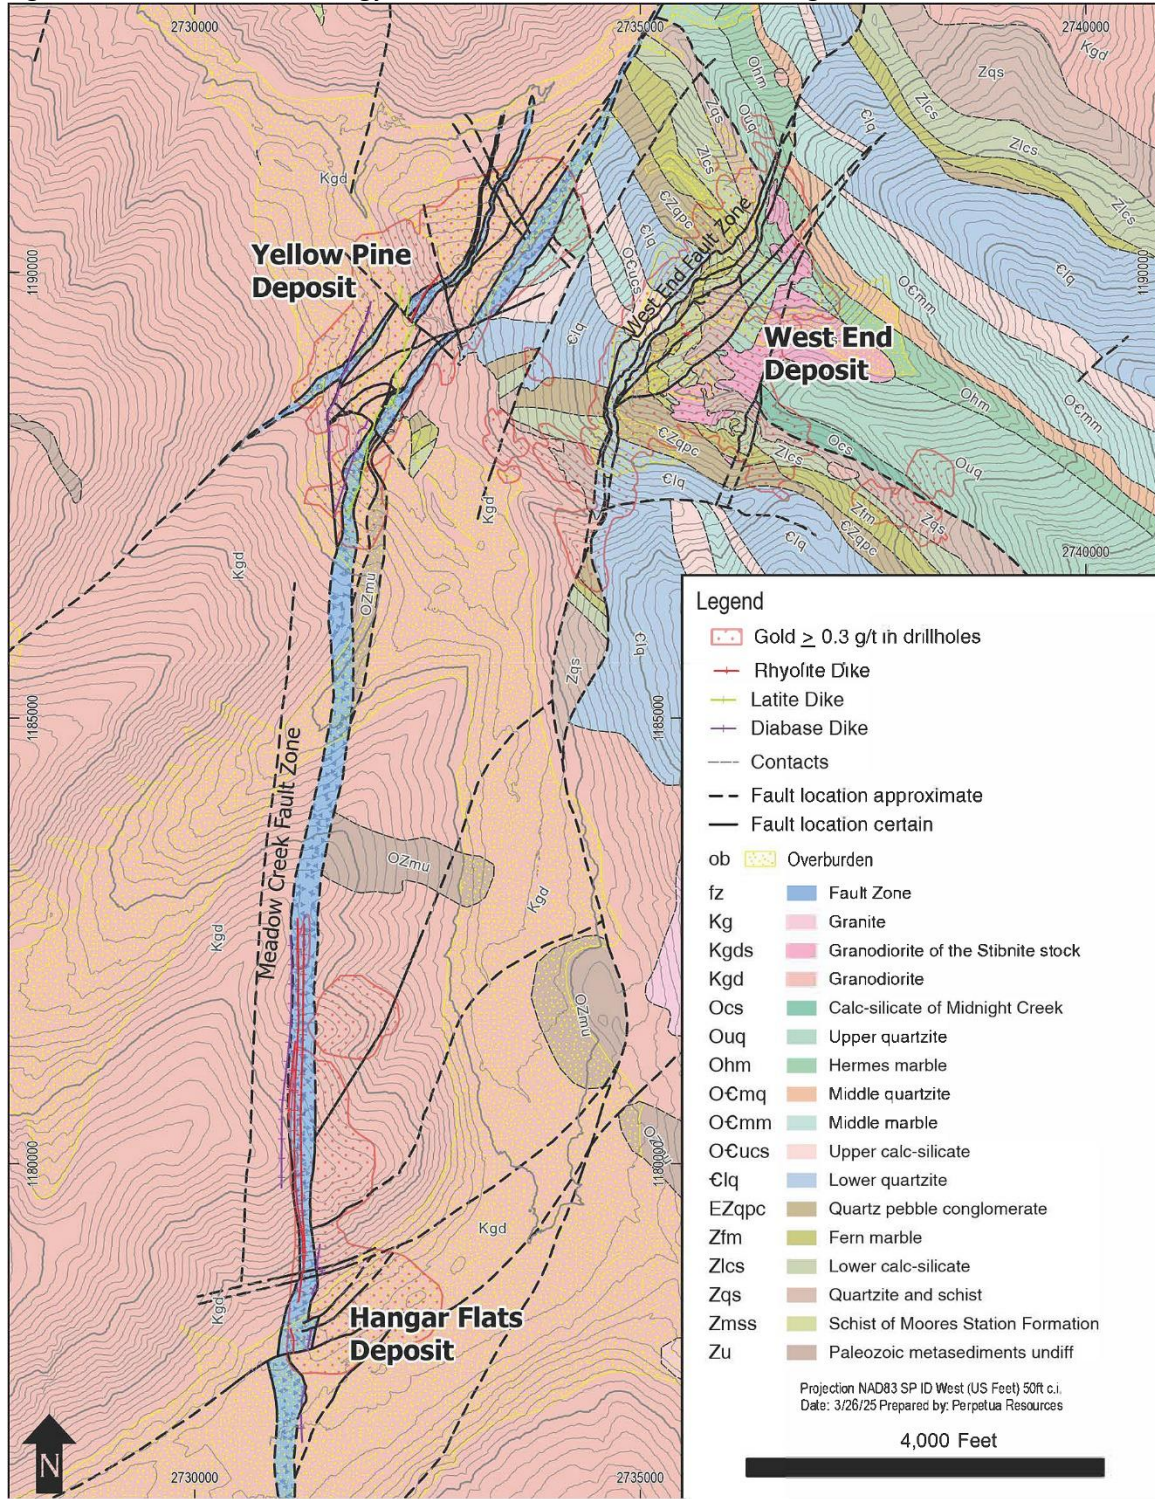 2730000
2735000
2740000
Kgd
Zqs
Ohm
Zlcs
Єlq
Zqs
Ouq
Zlcs
Kgd
Zlcs
Zlcs
ЄZqpc
Yellow Pine
Deposit
West End Fault Zone
1190000
1190000
Єlq
Єlq
OЄucs
OЄmm
Єlq
West End
Deposit
Ohm
OЄmm
ЄZqpc
Zlcs
Ocs
Ouq
Kgd
Єlq
Zfm
Zqs
ЄZqpc
Єlq
2740000
Kgd
OZmu
Єlq
Zqs
1185000
1185000
Meadow Creek Fault Zone
OZmu
Kgd
Kgd
OZmu
OZmu
1180000
1180000
Kgd
Kgds
Hangar Flats
Deposit
N
2730000
2735000
Legend
Gold ≥ 0.3 g/t in drillholes
Rhyolite Dike
Latite Dike
Diabase Dike
Contacts
Fault location approximate
Fault location certain
ob Overburden
fz Fault Zone
Kg Granite
Kgds Granodiorite of the Stibnite stock
Kgd Granodiorite
Ocs Calc-silicate of Midnight Creek
Ouq Upper quartzite
Ohm Hermes marble
OЄmq Middle quartzite
OЄmm Middle marble
OЄucs Upper calc-silicate
Єlq Lower quartzite
EZqpc Quartz pebble conglomerate
Zfm Fern marble
Zlcs Lower calc-silicate
Zqs Quartzite and schist
Zmss Schist of Moores Station Formation
Zu Paleozoic metasediments undiff
Projection NAD83 SP ID West (US Feet) 50ft c.i.
Date: 3/26/25 Prepared by: Perpetua Resources
4,000 Feet